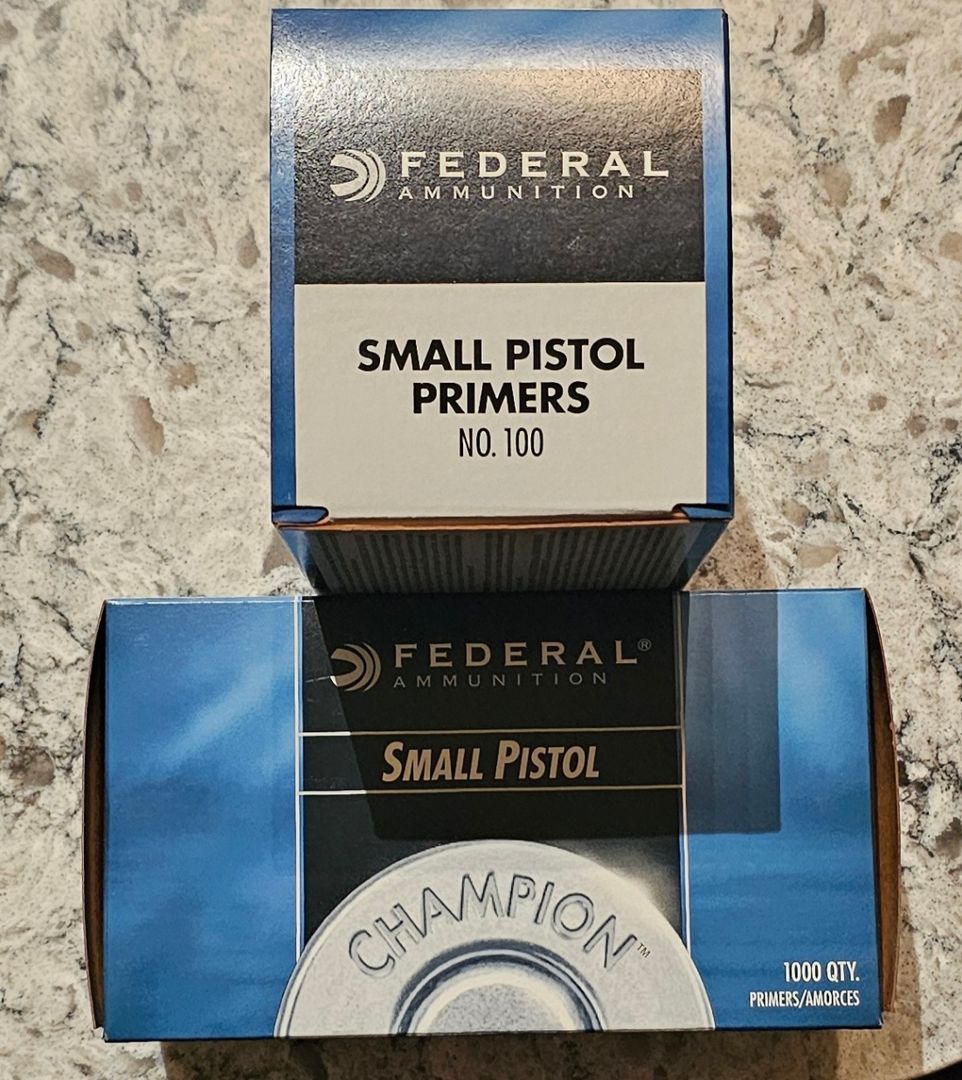 FEDERAL
AMMUNITION
SMALL PISTOL
PRIMERS
NO. 100
FEDERAL®
AMMUNITION
SMALL PISTOL
CHAMPION™
1000 QTY.
PRIMERS/AMORCES